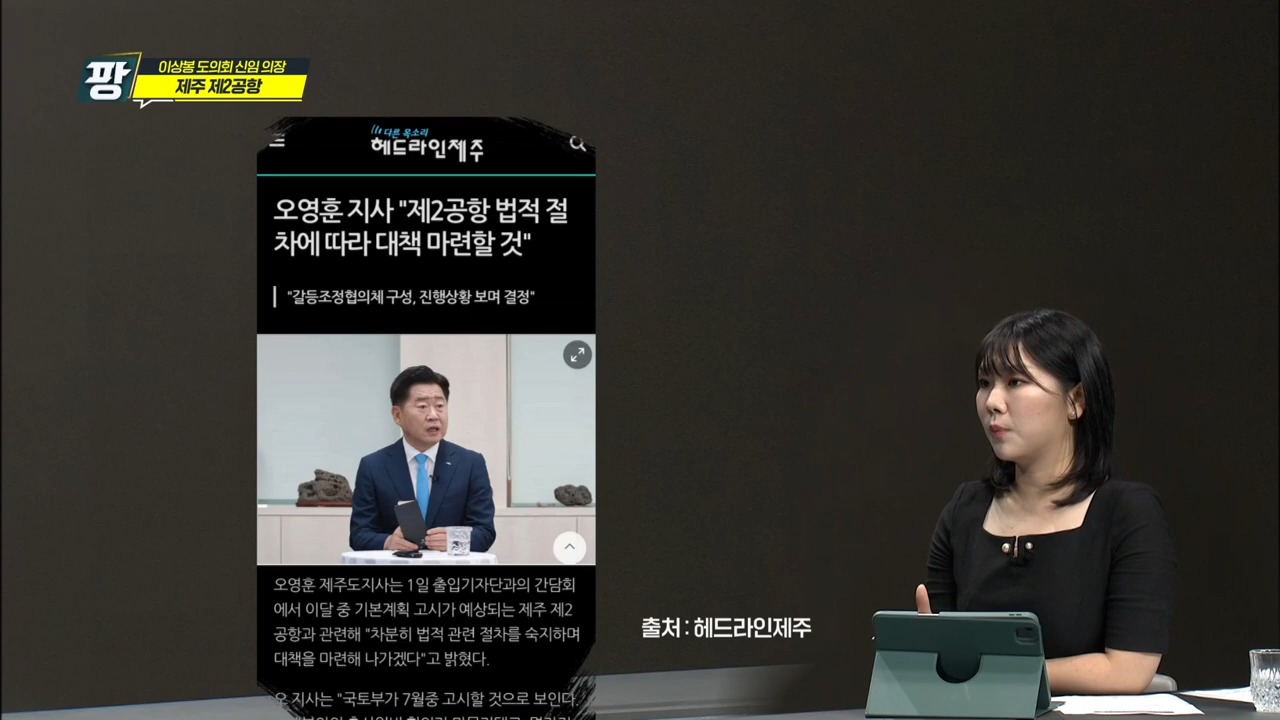 팡
이상봉 도의회 신임 의장
제주 제2공항
다른 목소리
헤드라인제주
오영훈 지사 "제2공항 법적 절
차에 따라 대책 마련할 것"
"갈등조정협의체 구성, 진행상황 보며 결정"
오영훈 제주도지사는 1일 출입기자단과의 간담회
에서 이달 중 기본계획 고시가 예상되는 제주 제2
공항과 관련해 "차분히 법적 관련 절차를 숙지하며
대책을 마련해 나가겠다"고 밝혔다.
오 지사는 "국토부가 7월중 고시할 것으로 보인다.
출처 : 헤드라인제주